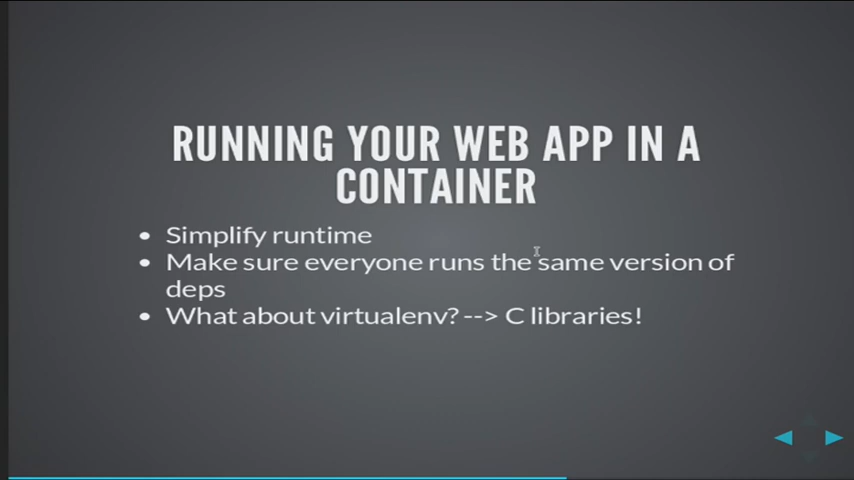 RUNNING YOUR WEB APP IN A
CONTAINER
• Simplify runtime
• Make sure everyone runs the same version of
deps
• What about virtualenv? --> C libraries!